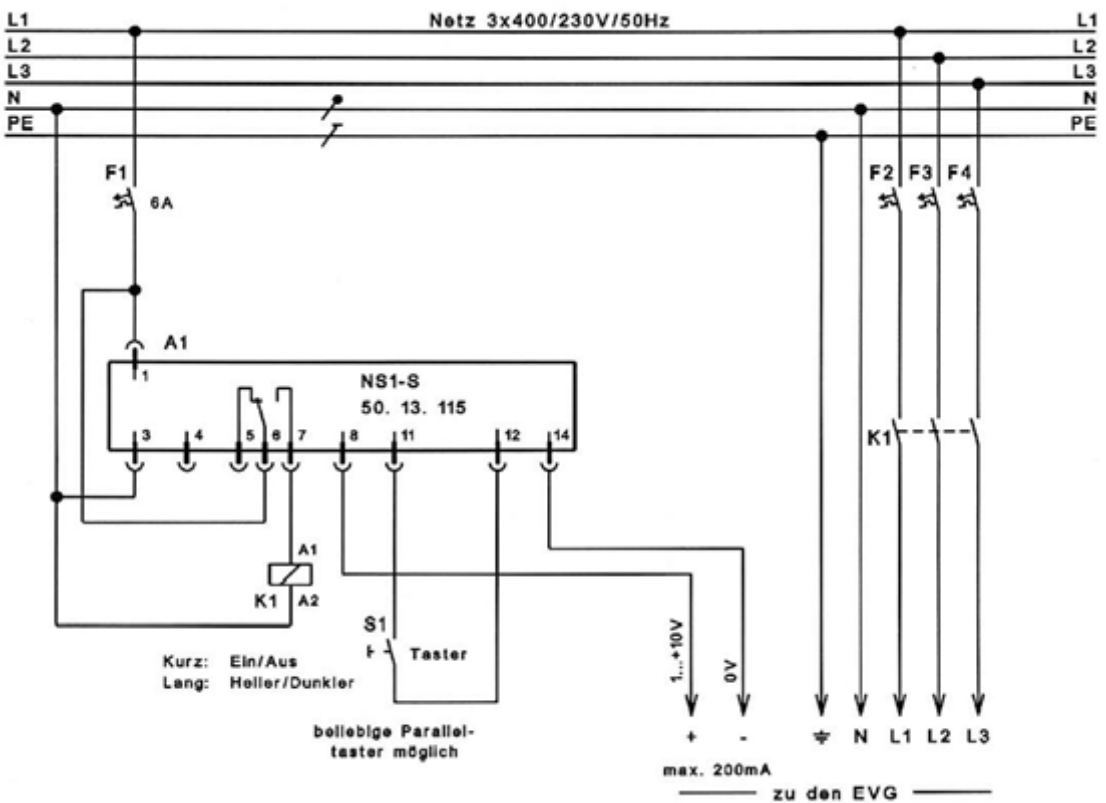 L1 Netz 3x400/230V/50Hz L1
L2 L2
L3 L3
N N
PE PE
F1 F2 F3 F4
6A
A1
1 NS1-S
50. 13. 115
3 4 5 6 7 8 11 12 14
K1
A1
K1 A2
S1
Taster
Kurz: Ein/Aus
Lang: Heller/Dunkler
1...+10V
0V
beliebige Parallel-
taster möglich
+ - N L1 L2 L3
max. 200mA
zu den EVG